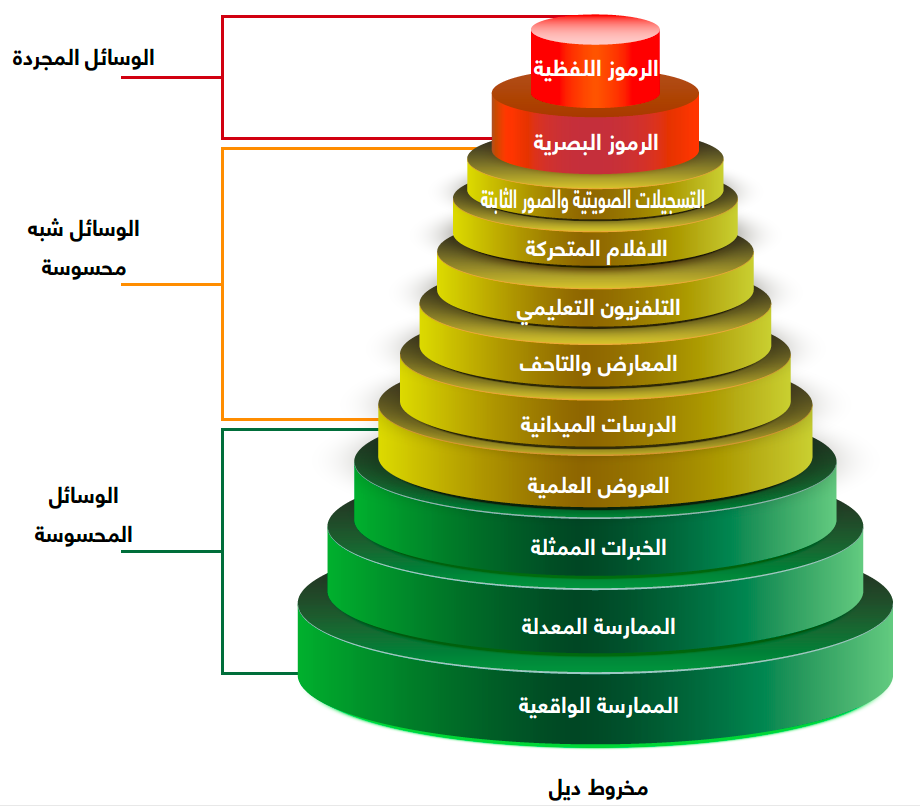 الرموز اللفظية
الوسائل المجردة
الرموز البصرية
التسجيلات الصويتية والصور الثابتة
الوسائل شبه
محسوسة
الافلام المتحركة
التلفزيون التعليمي
المعارض والتاحف
الدرسات الميدانية
العروض العلمية
الوسائل
المحسوسة
الخبرات الممثلة
الممارسة المعدلة
الممارسة الواقعية
مخروط ديل